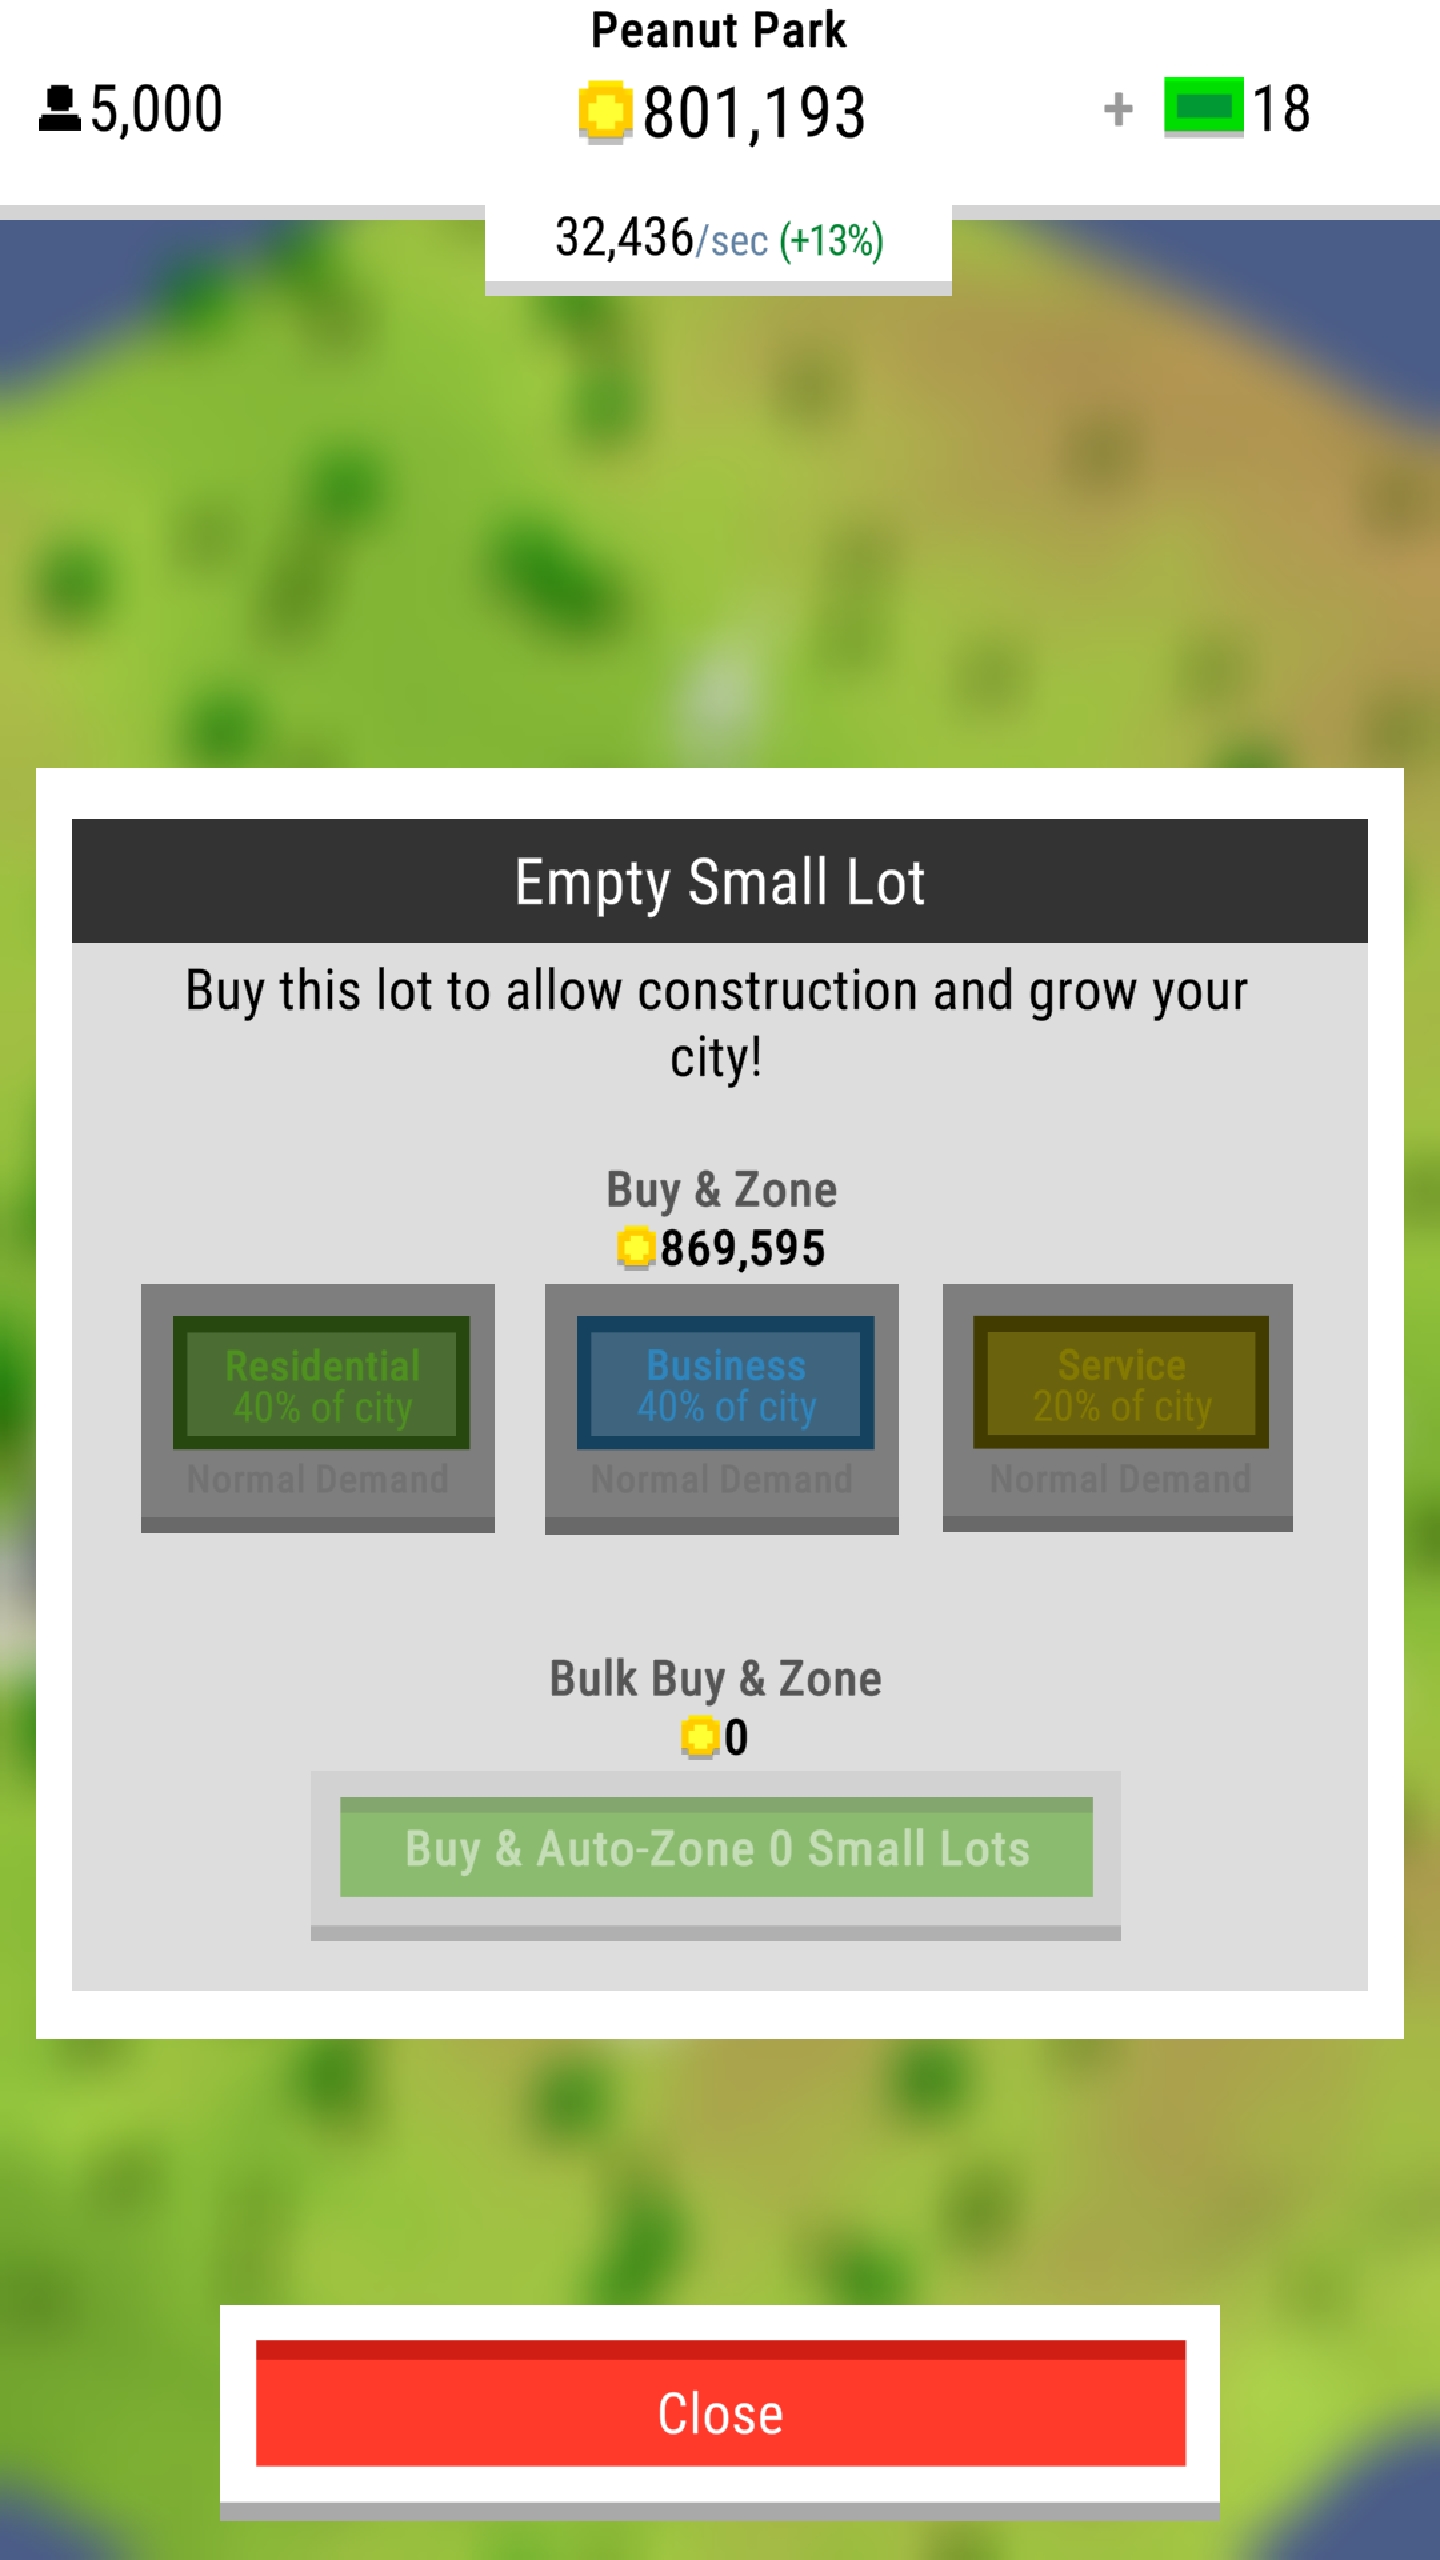 Peanut Park
5,000
801,193
+ 18
32,436/sec (+13%)
Empty Small Lot
Buy this lot to allow construction and grow your
city!
Buy & Zone
869,595
Residential
40% of city
Normal Demand
Business
40% of city
Normal Demand
Service
20% of city
Normal Demand
Bulk Buy & Zone
0
Buy & Auto-Zone 0 Small Lots
Close